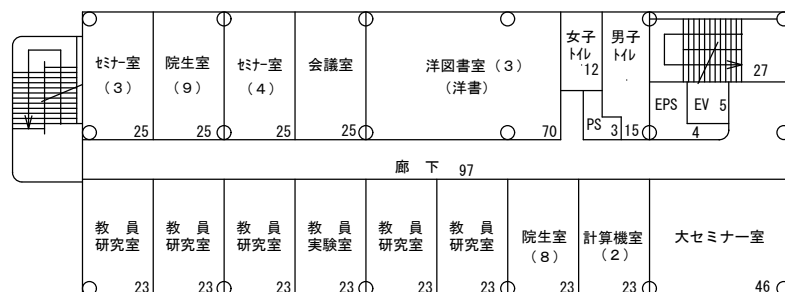 セミナー室
(3)
25
院生室
(9)
25
セミナー室
(4)
25
会議室
25
洋図書室(3)
(洋書)
70
女子
トイレ
12
男子
トイレ
15
PS
3
27
EPS
4
EV 5
廊 下 97
教 員
研究室
23
教 員
研究室
23
教 員
研究室
23
教 員
実験室
23
教 員
研究室
23
教 員
研究室
23
院生室
(8)
23
計算機室
(2)
23
大セミナー室
46